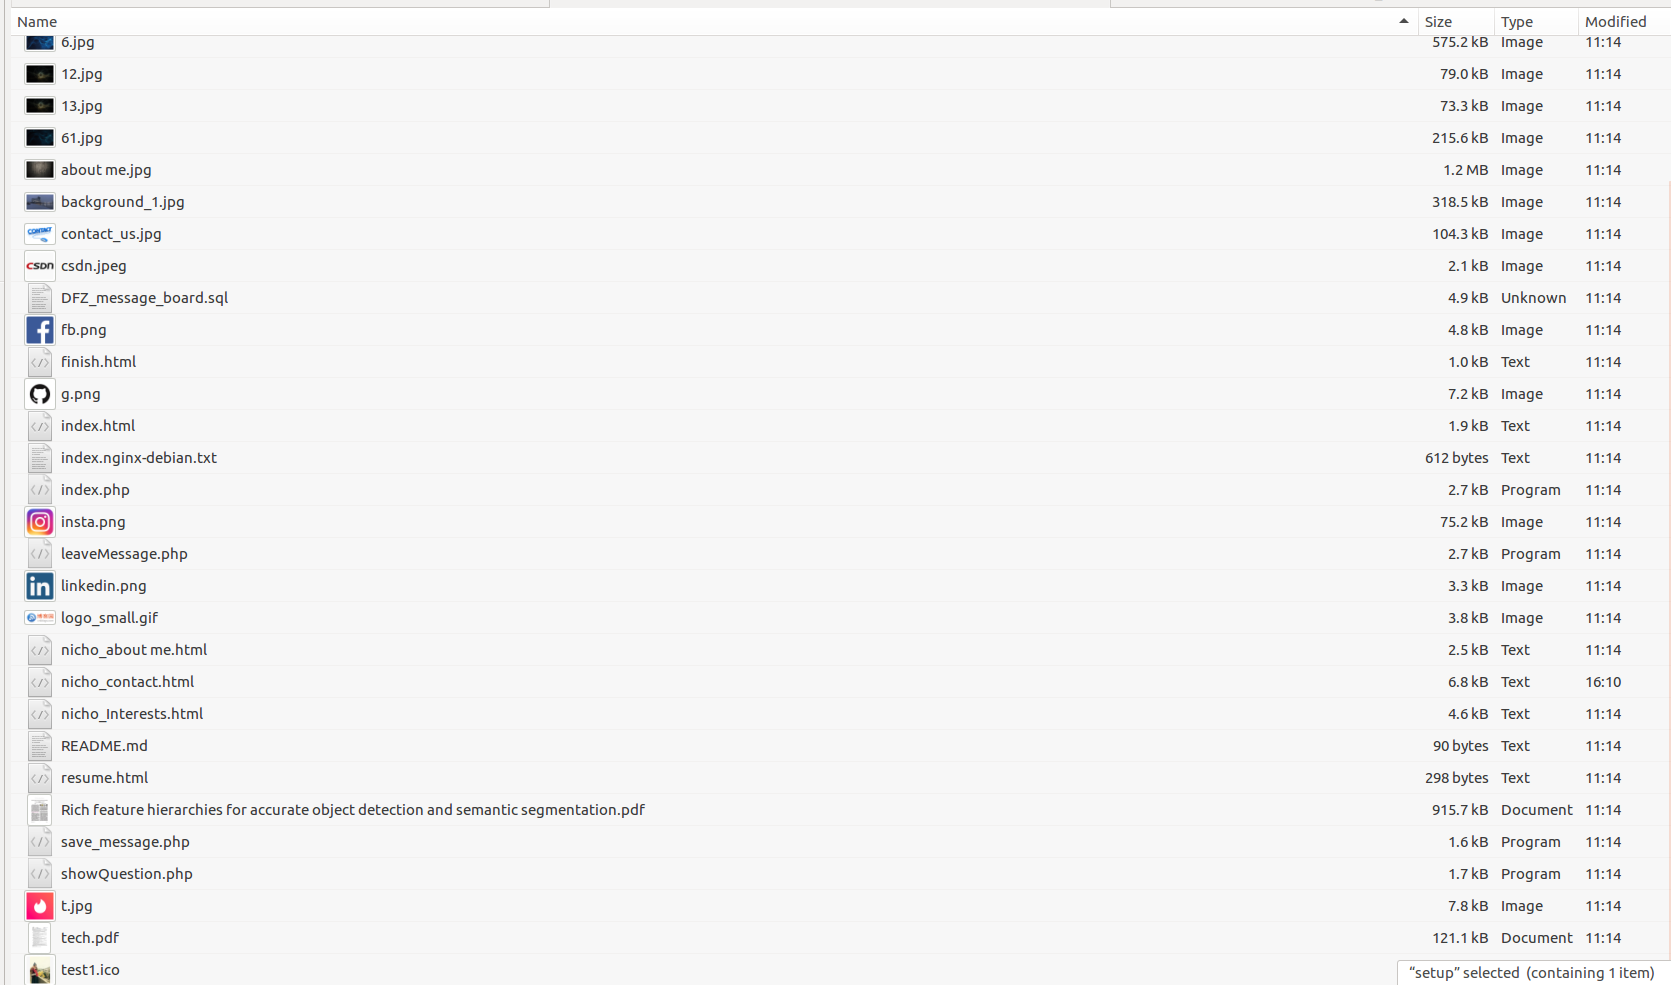 Name Size Type Modified
6.jpg 575.2 kB Image 11:14
12.jpg 79.0 kB Image 11:14
13.jpg 73.3 kB Image 11:14
61.jpg 215.6 kB Image 11:14
about me.jpg 1.2 MB Image 11:14
background_1.jpg 318.5 kB Image 11:14
CONTACT contact_us.jpg 104.3 kB Image 11:14
CSDN csdn.jpeg 2.1 kB Image 11:14
DFZ_message_board.sql 4.9 kB Unknown 11:14
fb.png 4.8 kB Image 11:14
finish.html 1.0 kB Text 11:14
g.png 7.2 kB Image 11:14
index.html 1.9 kB Text 11:14
index.nginx-debian.txt 612 bytes Text 11:14
index.php 2.7 kB Program 11:14
insta.png 75.2 kB Image 11:14
leaveMessage.php 2.7 kB Program 11:14
in linkedin.png 3.3 kB Image 11:14
logo_small.gif 3.8 kB Image 11:14
nicho_about me.html 2.5 kB Text 11:14
nicho_contact.html 6.8 kB Text 16:10
nicho_Interests.html 4.6 kB Text 11:14
README.md 90 bytes Text 11:14
resume.html 298 bytes Text 11:14
Rich feature hierarchies for accurate object detection and semantic segmentation.pdf 915.7 kB Document 11:14
save_message.php 1.6 kB Program 11:14
showQuestion.php 1.7 kB Program 11:14
t.jpg 7.8 kB Image 11:14
tech.pdf 121.1 kB Document 11:14
test1.ico
“setup” selected (containing 1 item)